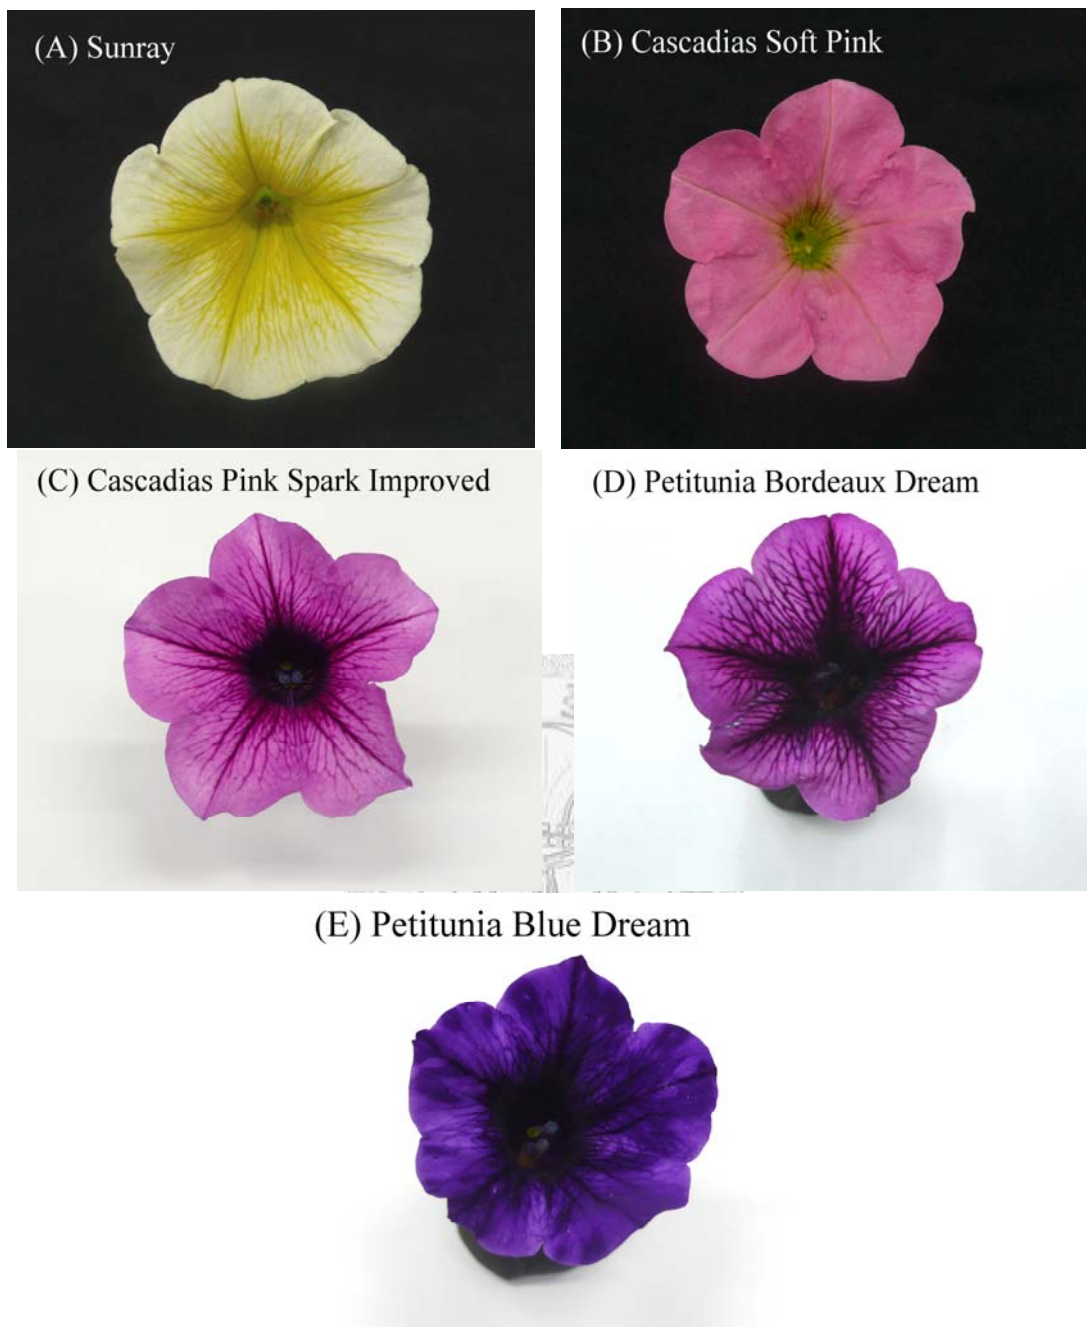 (A) Sunray
(B) Cascadias Soft Pink
(C) Cascadias Pink Spark Improved
(D) Petitunia Bordeaux Dream
(E) Petitunia Blue Dream